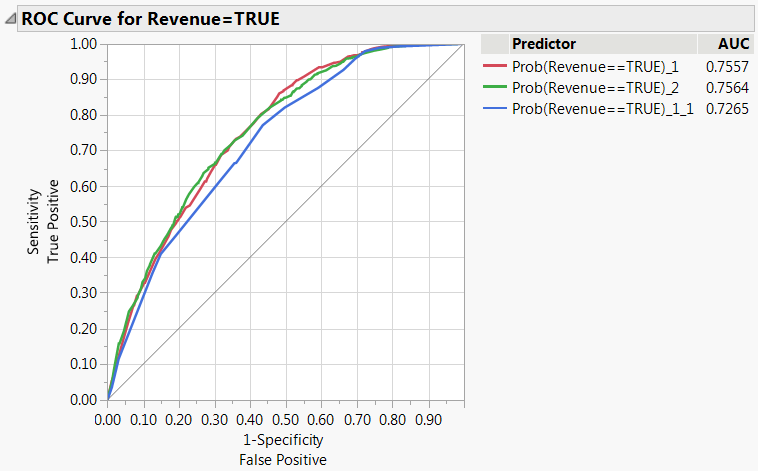 ROC Curve for Revenue=TRUE
Predictor AUC
Prob(Revenue==TRUE)_1 0.7557
Prob(Revenue==TRUE)_2 0.7564
Prob(Revenue==TRUE)_1_1 0.7265
1.00
0.90
0.80
0.70
0.60
0.50
0.40
0.30
0.20
0.10
0.00
Sensitivity
True Positive
0.00 0.10 0.20 0.30 0.40 0.50 0.60 0.70 0.80 0.90
1-Specificity
False Positive